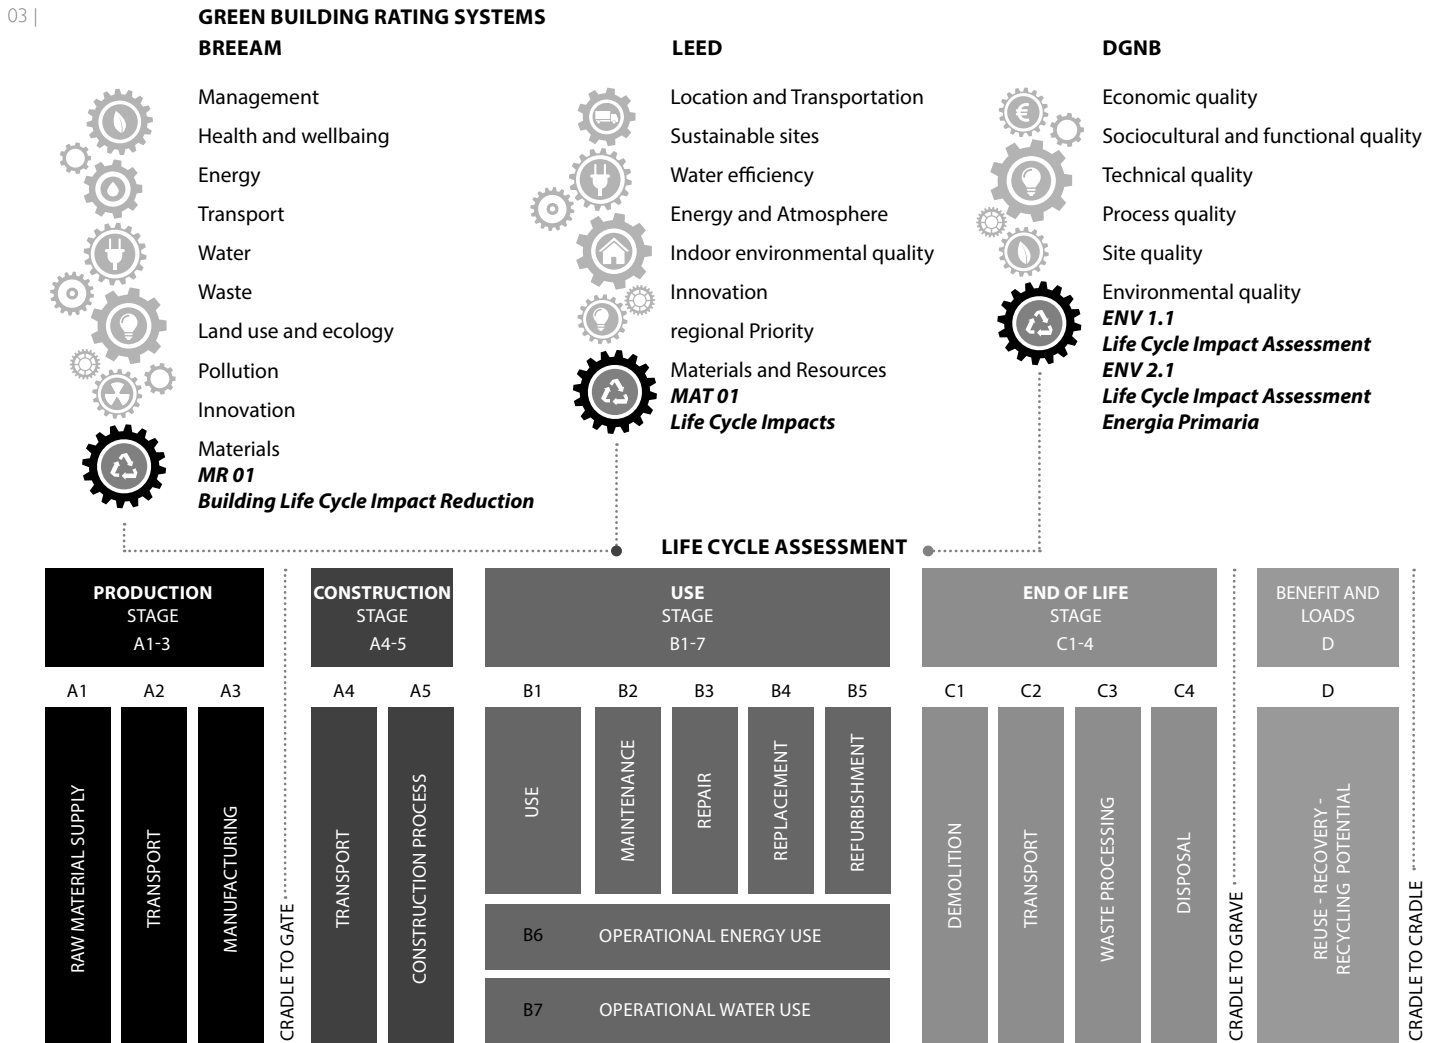 03 |
GREEN BUILDING RATING SYSTEMS
BREEAM
Management
Health and wellbaing
Energy
Transport
Water
Waste
Land use and ecology
Pollution
Innovation
Materials
MR 01
Building Life Cycle Impact Reduction
LEED
Location and Transportation
Sustainable sites
Water efficiency
Energy and Atmosphere
Indoor environmental quality
Innovation
regional Priority
Materials and Resources
MAT 01
Life Cycle Impacts
DGNB
€
Economic quality
Sociocultural and functional quality
Technical quality
Process quality
Site quality
Environmental quality
ENV 1.1
Life Cycle Impact Assessment
ENV 2.1
Life Cycle Impact Assessment
Energia Primaria
LIFE CYCLE ASSESSMENT
PRODUCTION
STAGE
A1-3
A1
A2
A3
RAW MATERIAL SUPPLY
TRANSPORT
MANUFACTURING
CRADLE TO GATE
CONSTRUCTION
STAGE
A4-5
A4
A5
TRANSPORT
CONSTRUCTION PROCESS
USE
STAGE
B1-7
B1
B2
B3
B4
B5
USE
MAINTENANCE
REPAIR
REPLACEMENT
REFURBISHMENT
B6 OPERATIONAL ENERGY USE
B7 OPERATIONAL WATER USE
END OF LIFE
STAGE
C1-4
C1
C2
C3
C4
DEMOLITION
TRANSPORT
WASTE PROCESSING
DISPOSAL
CRADLE TO GRAVE
BENEFIT AND
LOADS
D
D
REUSE - RECOVERY -
RECYCLING POTENTIAL
CRADLE TO CRADLE